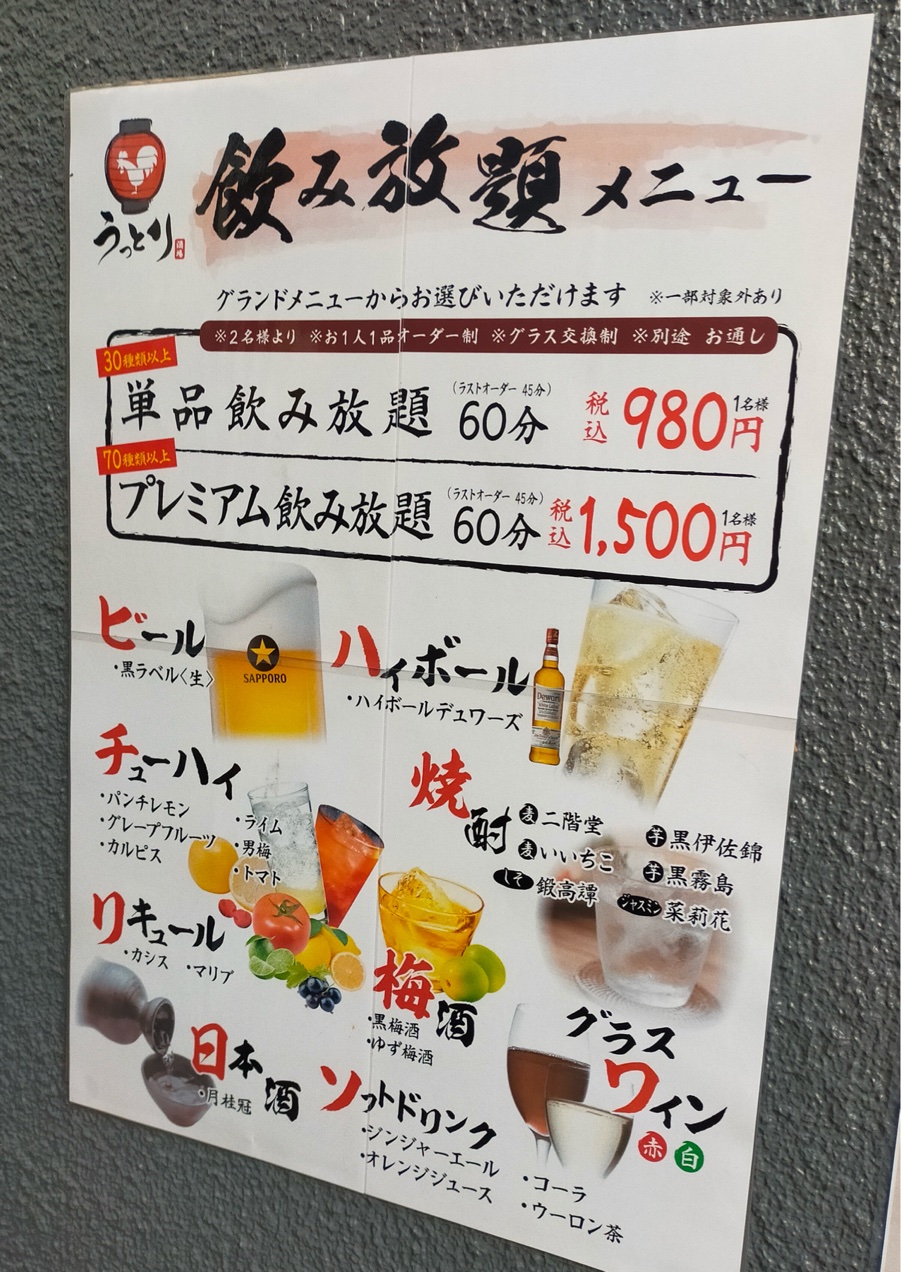 うっとり
酒場
飲み放題メニュー
グランドメニューからお選びいただけます ※一部対象外あり
※2名様より ※お1人1品オーダー制 ※グラス交換制 ※別途 お通し
30種類以上
単品飲み放題 (ラストオーダー 45分) 60分 税込 980円 1名様
70種類以上
プレミアム飲み放題 (ラストオーダー 45分) 60分 税込 1,500円 1名様
ビール
・黒ラベル〈生〉
SAPPORO
ハイボール
・ハイボールデュワーズ
Dewar's
チューハイ
・パンチレモン
・グレープフルーツ
・カルピス
・ライム
・男梅
・トマト
焼酎
麦 二階堂
麦 いいちこ
しそ 鍛高譚
芋 黒伊佐錦
芋 黒霧島
ジャスミン 茉莉花
リキュール
・カシス ・マリブ
梅酒
・黒梅酒
・ゆず梅酒
日本酒
・月桂冠
グラスワイン
赤 白
ソフトドリンク
・ジンジャーエール
・オレンジジュース
・コーラ
・ウーロン茶